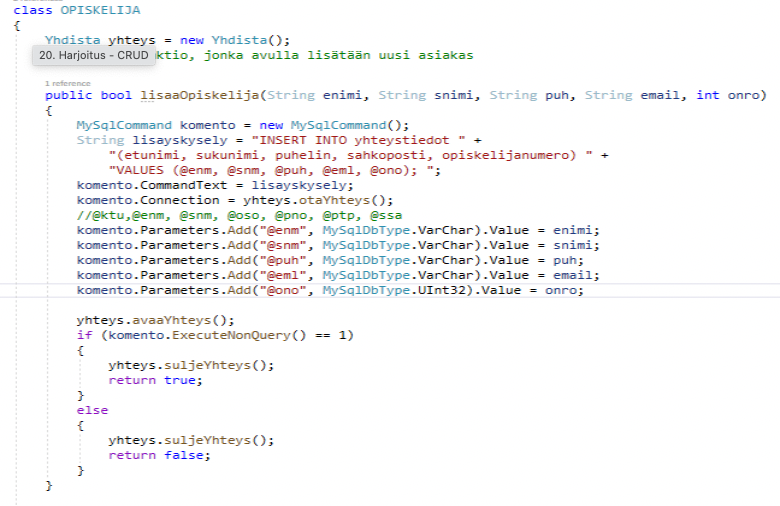 class OPISKELIJA
{
Yhdista yhteys = new Yhdista();
20. Harjoitus - CRUD
ktio, jonka avulla lisätään uusi asiakas
1 reference
public bool lisaaOpiskelija(String enimi, String snimi, String puh, String email, int onro)
{
MySqlCommand komento = new MySqlCommand();
String lisayskysely = "INSERT INTO yhteystiedot " +
"(etunimi, sukunimi, puhelin, sahkoposti, opiskelijanumero) " +
"VALUES (@enm, @snm, @puh, @eml, @ono); ";
komento.CommandText = lisayskysely;
komento.Connection = yhteys.otaYhteys();
//@ktu,@enm, @snm, @oso, @pno, @ptp, @ssa
komento.Parameters.Add("@enm", MySqlDbType.VarChar).Value = enimi;
komento.Parameters.Add("@snm", MySqlDbType.VarChar).Value = snimi;
komento.Parameters.Add("@puh", MySqlDbType.VarChar).Value = puh;
komento.Parameters.Add("@eml", MySqlDbType.VarChar).Value = email;
komento.Parameters.Add("@ono", MySqlDbType.UInt32).Value = onro;
yhteys.avaaYhteys();
if (komento.ExecuteNonQuery() == 1)
{
yhteys.suljeYhteys();
return true;
}
else
{
yhteys.suljeYhteys();
return false;
}
}